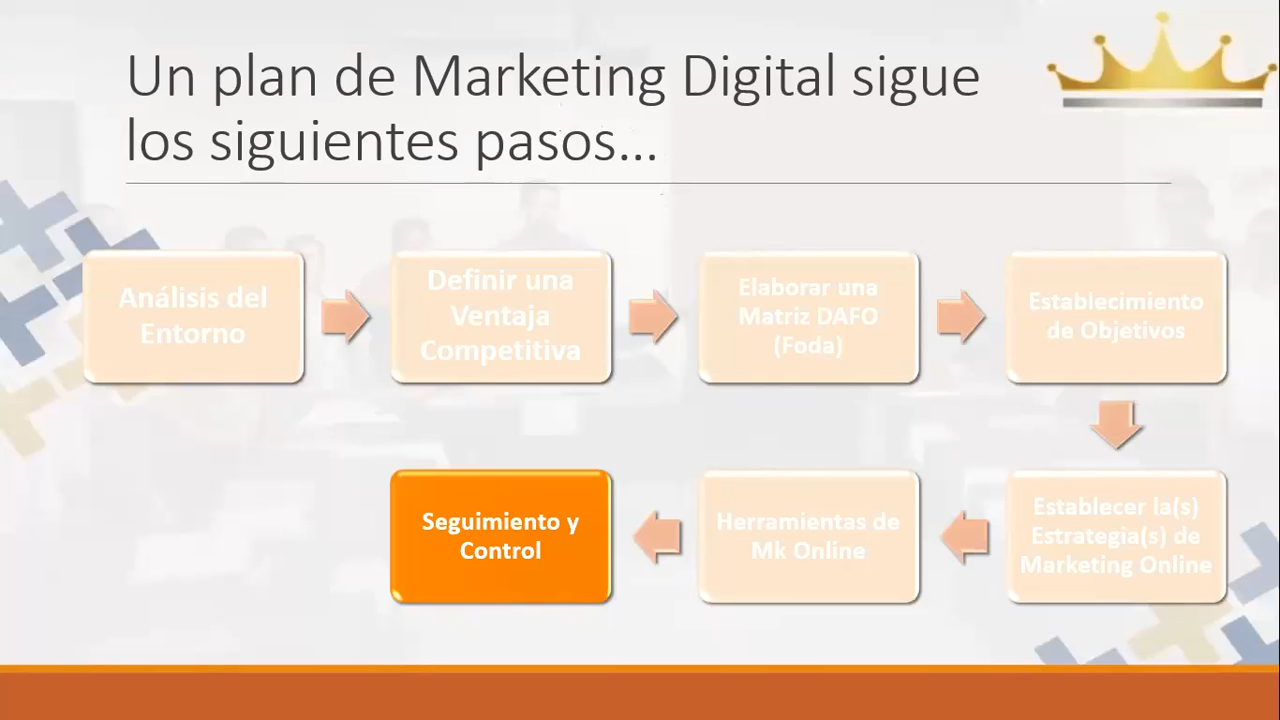 Un plan de Marketing Digital sigue
los siguientes pasos...
Análisis del
Entorno
Definir una
Ventaja
Competitiva
Elaborar una
Matriz DAFO
(Foda)
Establecimiento
de Objetivos
Establecer la(s)
Estrategia(s) de
Marketing Online
Herramientas de
Mk Online
Seguimiento y
Control